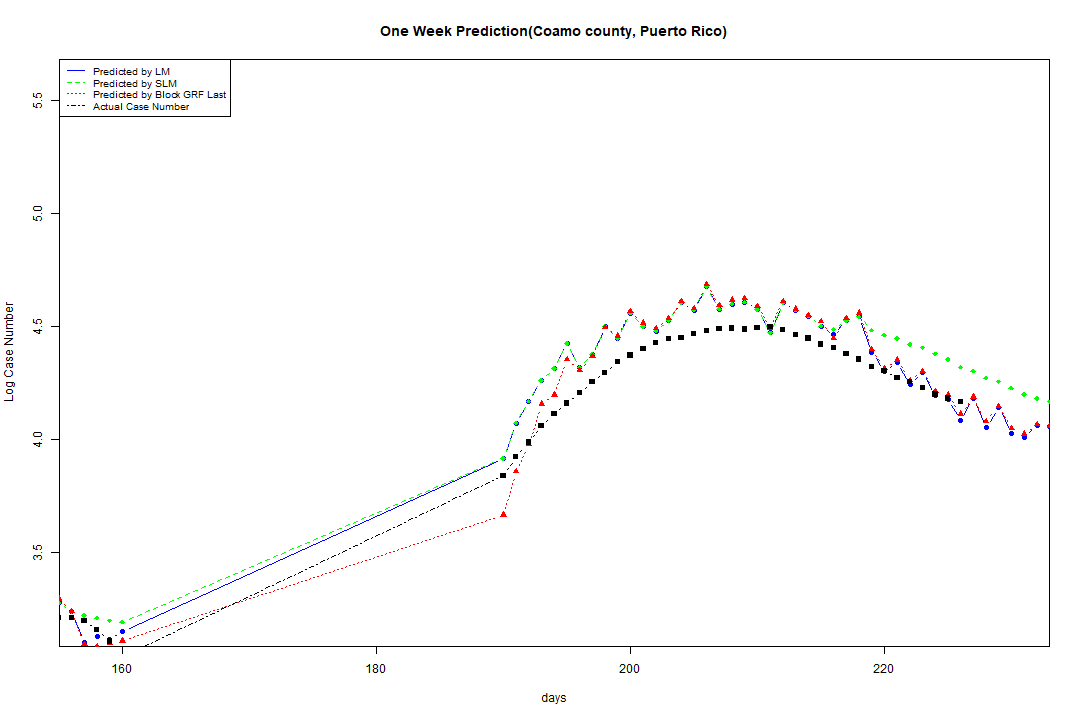 One Week Prediction(Coamo county, Puerto Rico)
Predicted by LM
Predicted by SLM
Predicted by Block GRF Last
Actual Case Number
5.5
5.0
4.5
4.0
3.5
Log Case Number
160 180 200 220
days